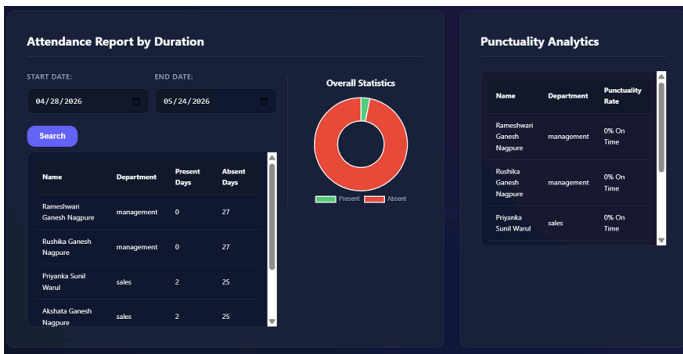 Attendance Report by Duration
START DATE:
END DATE:
04/28/2026
05/24/2026
Search
Name Department Present Days Absent Days
Rameshwari Ganesh Nagpure management 0 27
Rushika Ganesh Nagpure management 0 27
Priyanka Sunil Warul sales 2 25
Akshata Ganesh Nagpure sales 2 25
Overall Statistics
Present Absent
Punctuality Analytics
Name Department Punctuality Rate
Rameshwari Ganesh Nagpure management 0% On Time
Rushika Ganesh Nagpure management 0% On Time
Priyanka Sunil Warul sales 0% On Time